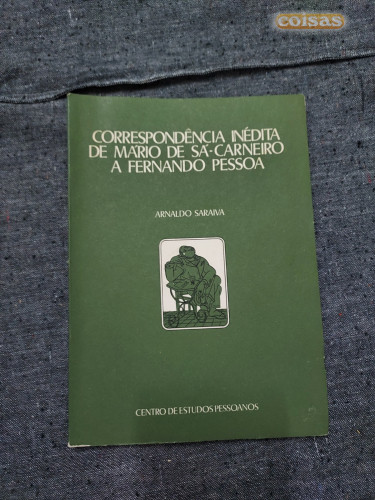 coisas
CORRESPONDÊNCIA INÉDITA
DE MÁRIO DE SÁ-CARNEIRO
A FERNANDO PESSOA
ARNALDO SARAIVA
CENTRO DE ESTUDOS PESSOANOS